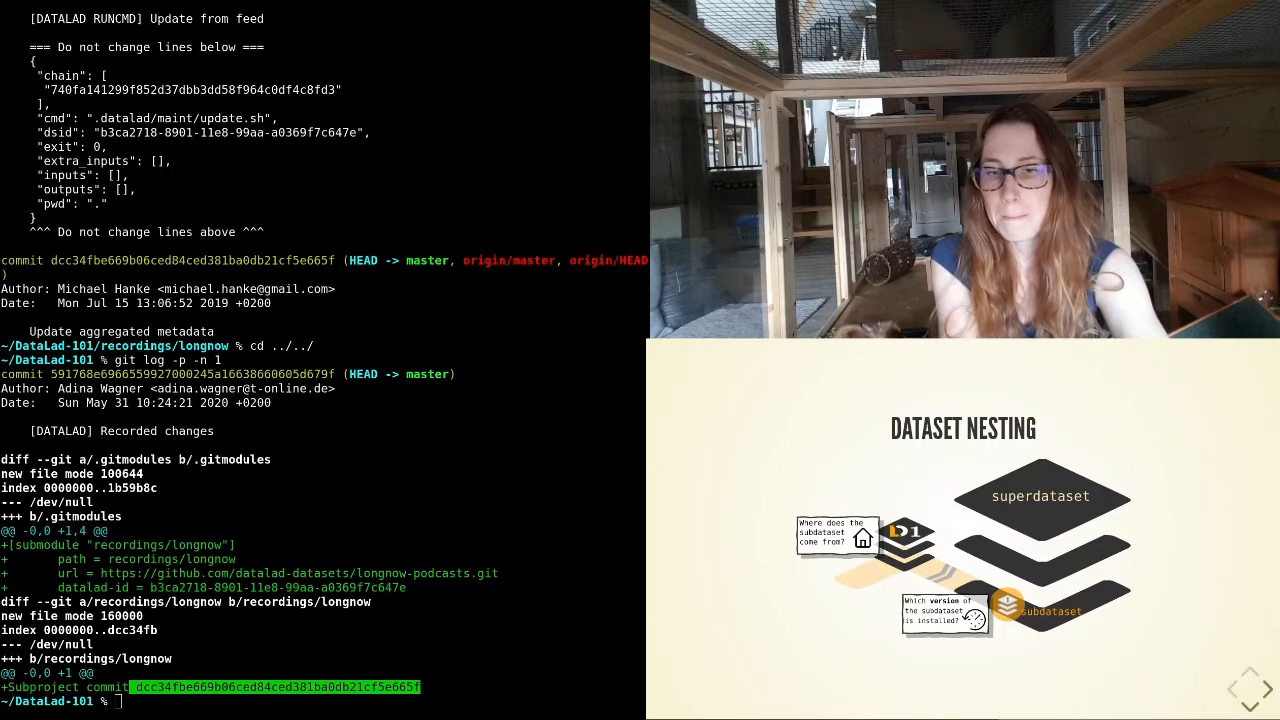 [DATALAD RUNCMD] Update from feed
=== Do not change lines below ===
{
"chain": [
"740fa141299f852d37dbb3dd58f964c0df4c8fd3"
],
"cmd": ".datalad/maint/update.sh",
"dsid": "b3ca2718-8901-11e8-99aa-a0369f7c647e",
"exit": 0,
"extra_inputs": [],
"inputs": [],
"outputs": [],
"pwd": "."
}
^^^ Do not change lines above ^^^
commit dcc34fbe669b06ced84ced381ba0db21cf5e665f (HEAD -> master, origin/master, origin/HEAD
)
Author: Michael Hanke <michael.hanke@gmail.com>
Date:   Mon Jul 15 13:06:52 2019 +0200
Update aggregated metadata
~/DataLad-101/recordings/longnow % cd ../../
~/DataLad-101 % git log -p -n 1
commit 591768e6966559927000245a16638660605d679f (HEAD -> master)
Author: Adina Wagner <adina.wagner@t-online.de>
Date:   Sun May 31 10:24:21 2020 +0200
[DATALAD] Recorded changes
diff --git a/.gitmodules b/.gitmodules
new file mode 100644
index 0000000..1b59b8c
--- /dev/null
+++ b/.gitmodules
@@ -0,0 +1,4 @@
+[submodule "recordings/longnow"]
+       path = recordings/longnow
+       url = https://github.com/datalad-datasets/longnow-podcasts.git
+       datalad-id = b3ca2718-8901-11e8-99aa-a0369f7c647e
diff --git a/recordings/longnow b/recordings/longnow
new file mode 160000
index 0000000..dcc34fb
--- /dev/null
+++ b/recordings/longnow
@@ -0,0 +1 @@
+Subproject commit dcc34fbe669b06ced84ced381ba0db21cf5e665f
~/DataLad-101 %
DATASET NESTING
superdataset
Where does the
subdataset
come from?
D1
Which version of
the subdataset
is installed?
subdataset